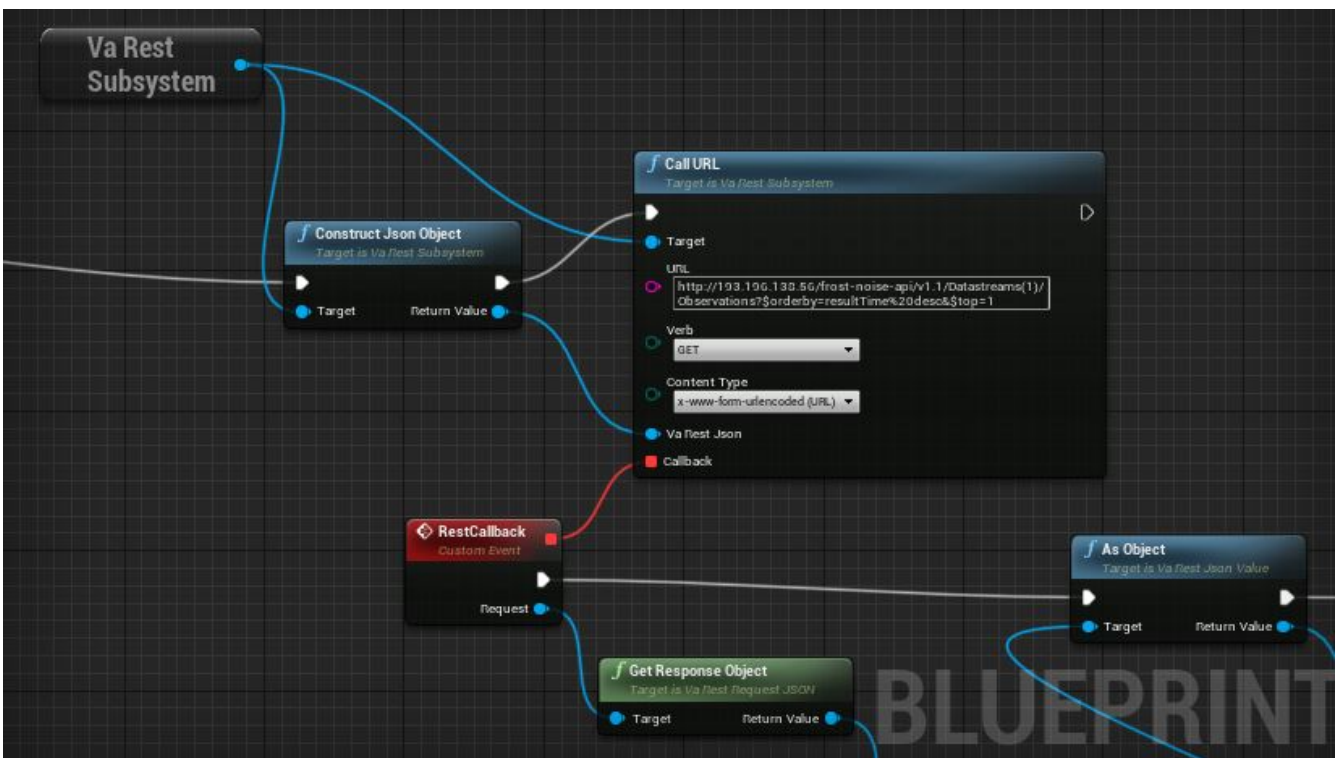 Va Rest
Subsystem
f Call URL
Target is Va Rest Subsystem
f Construct Json Object
Target is Va Rest Subsystem
Target
URL
http://193.196.138.56/frost-noise-api/v1.1/Datastreams(1)/
Observations?$orderby=resultTime%20desc&$top=1
Target
Return Value
Verb
GET
Content Type
x-www-form-urlencoded (URL)
Va Rest Json
Callback
RestCallback
Custom Event
Request
f As Object
Target is Va Rest Json Value
Target
Return Value
f Get Response Object
Target is Va Rest Request JSON
Target
Return Value
BLUEPRINT